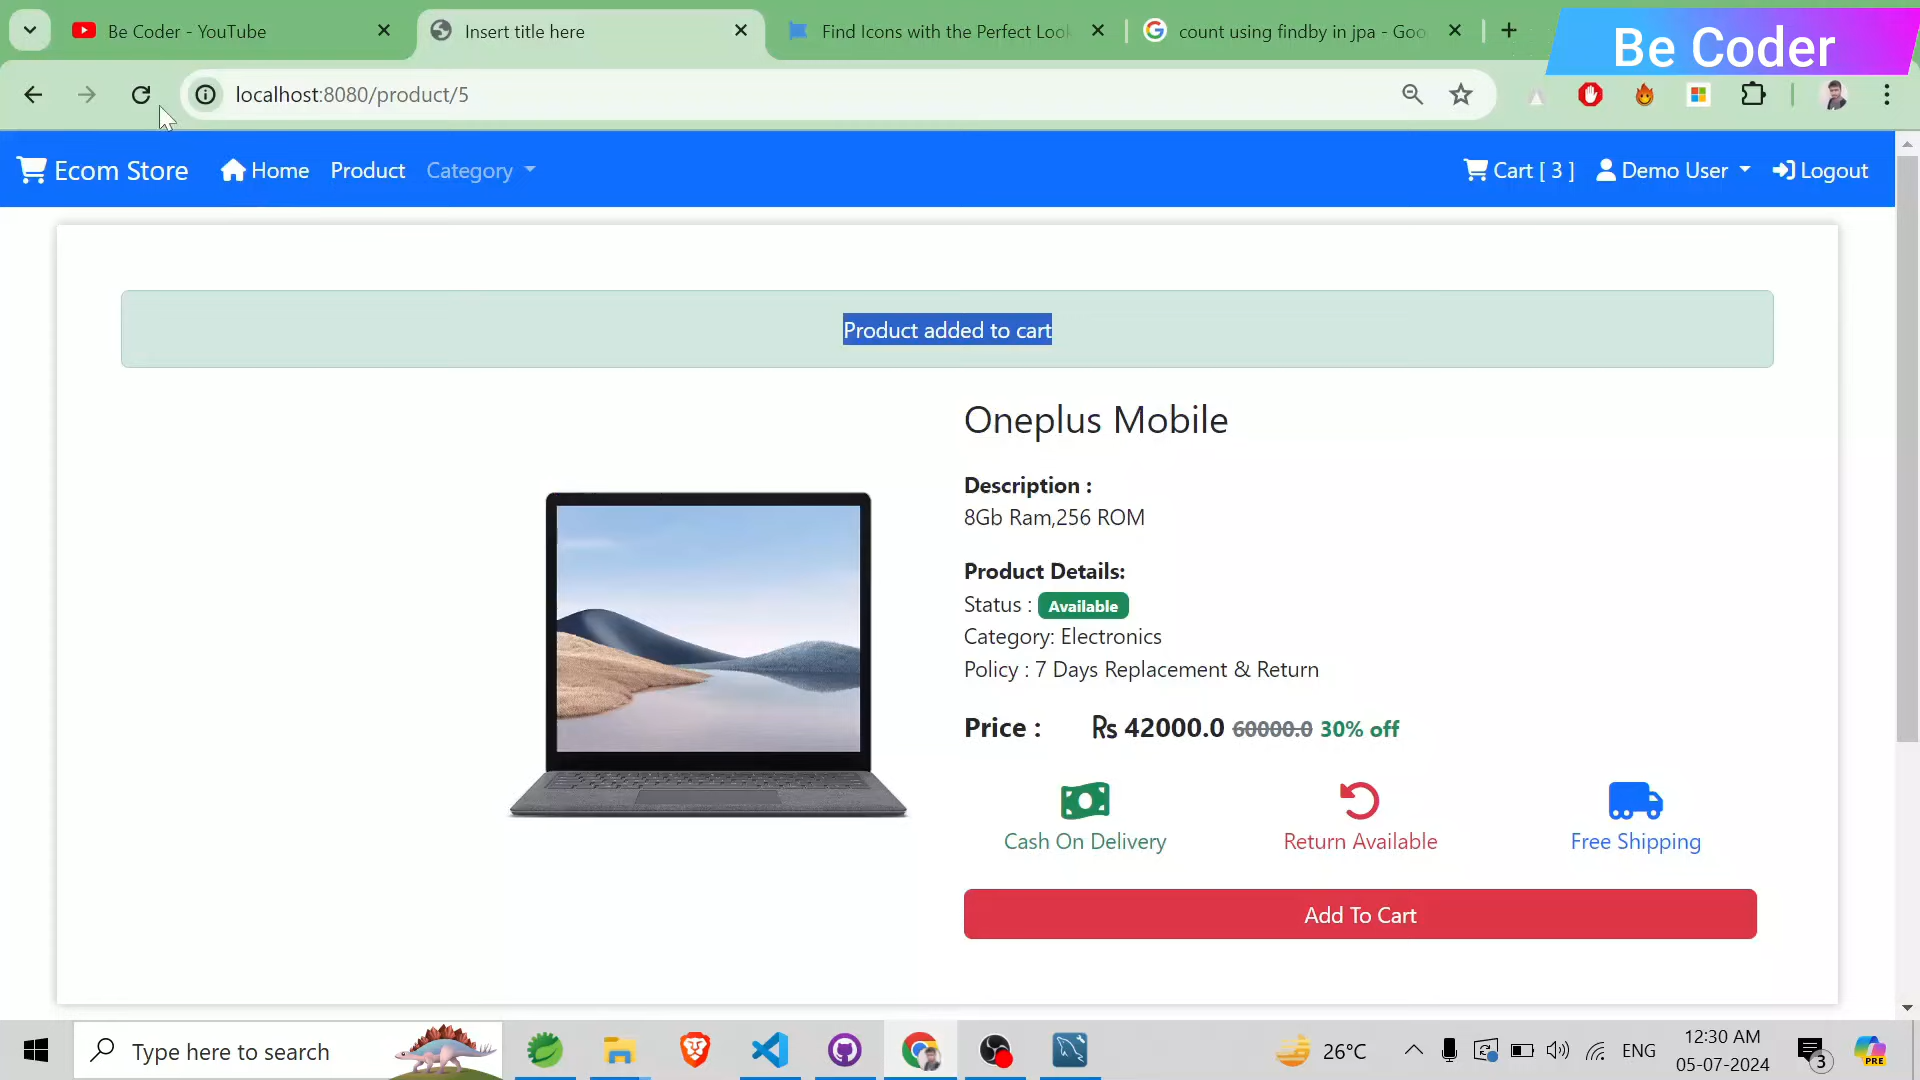 Be Coder - YouTube
Insert title here
Find Icons with the Perfect Look
count using findby in jpa - Goo
Be Coder
localhost:8080/product/5
Ecom Store
Home
Product
Category
Cart [ 3 ]
Demo User
Logout
Product added to cart
Oneplus Mobile
Description :
8Gb Ram,256 ROM
Product Details:
Status : Available
Category: Electronics
Policy : 7 Days Replacement & Return
Price : ₨ 42000.0 60000.0 30% off
Cash On Delivery
Return Available
Free Shipping
Add To Cart
Type here to search
26°C
ENG
12:30 AM
05-07-2024
3
PRE